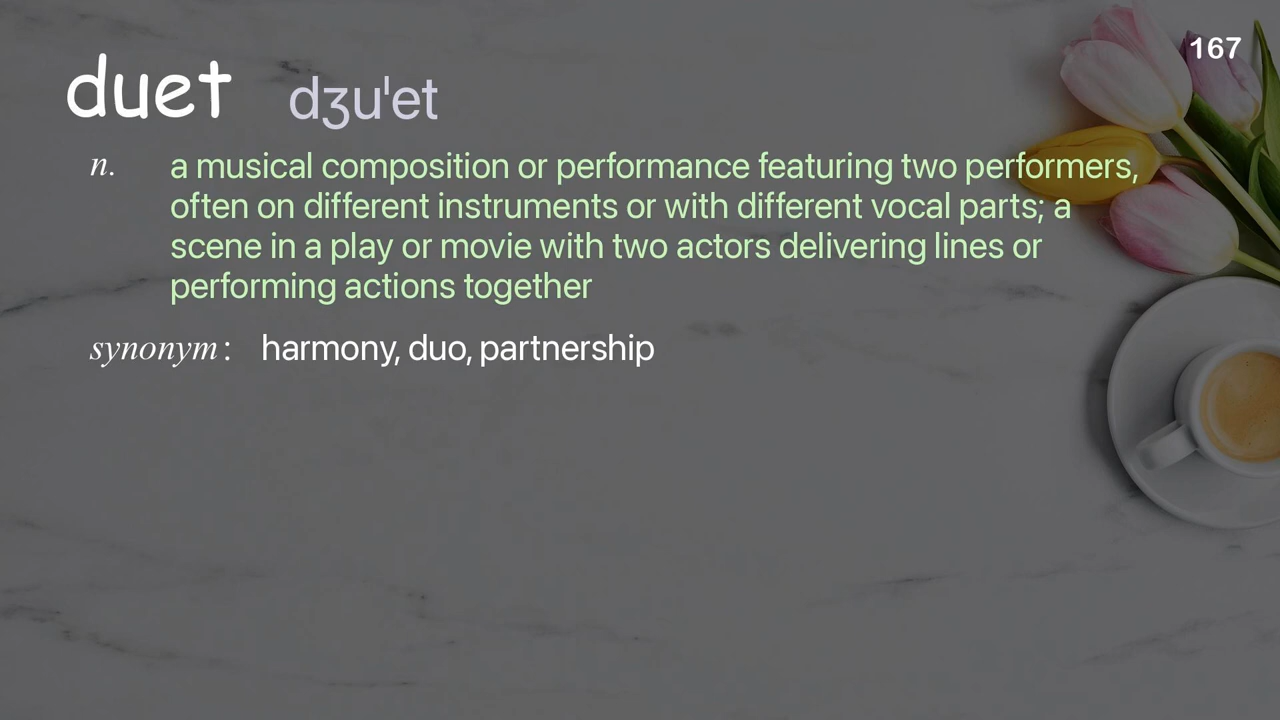 167
duet dʒu'et
n. a musical composition or performance featuring two performers,
often on different instruments or with different vocal parts; a
scene in a play or movie with two actors delivering lines or
performing actions together
synonym: harmony, duo, partnership